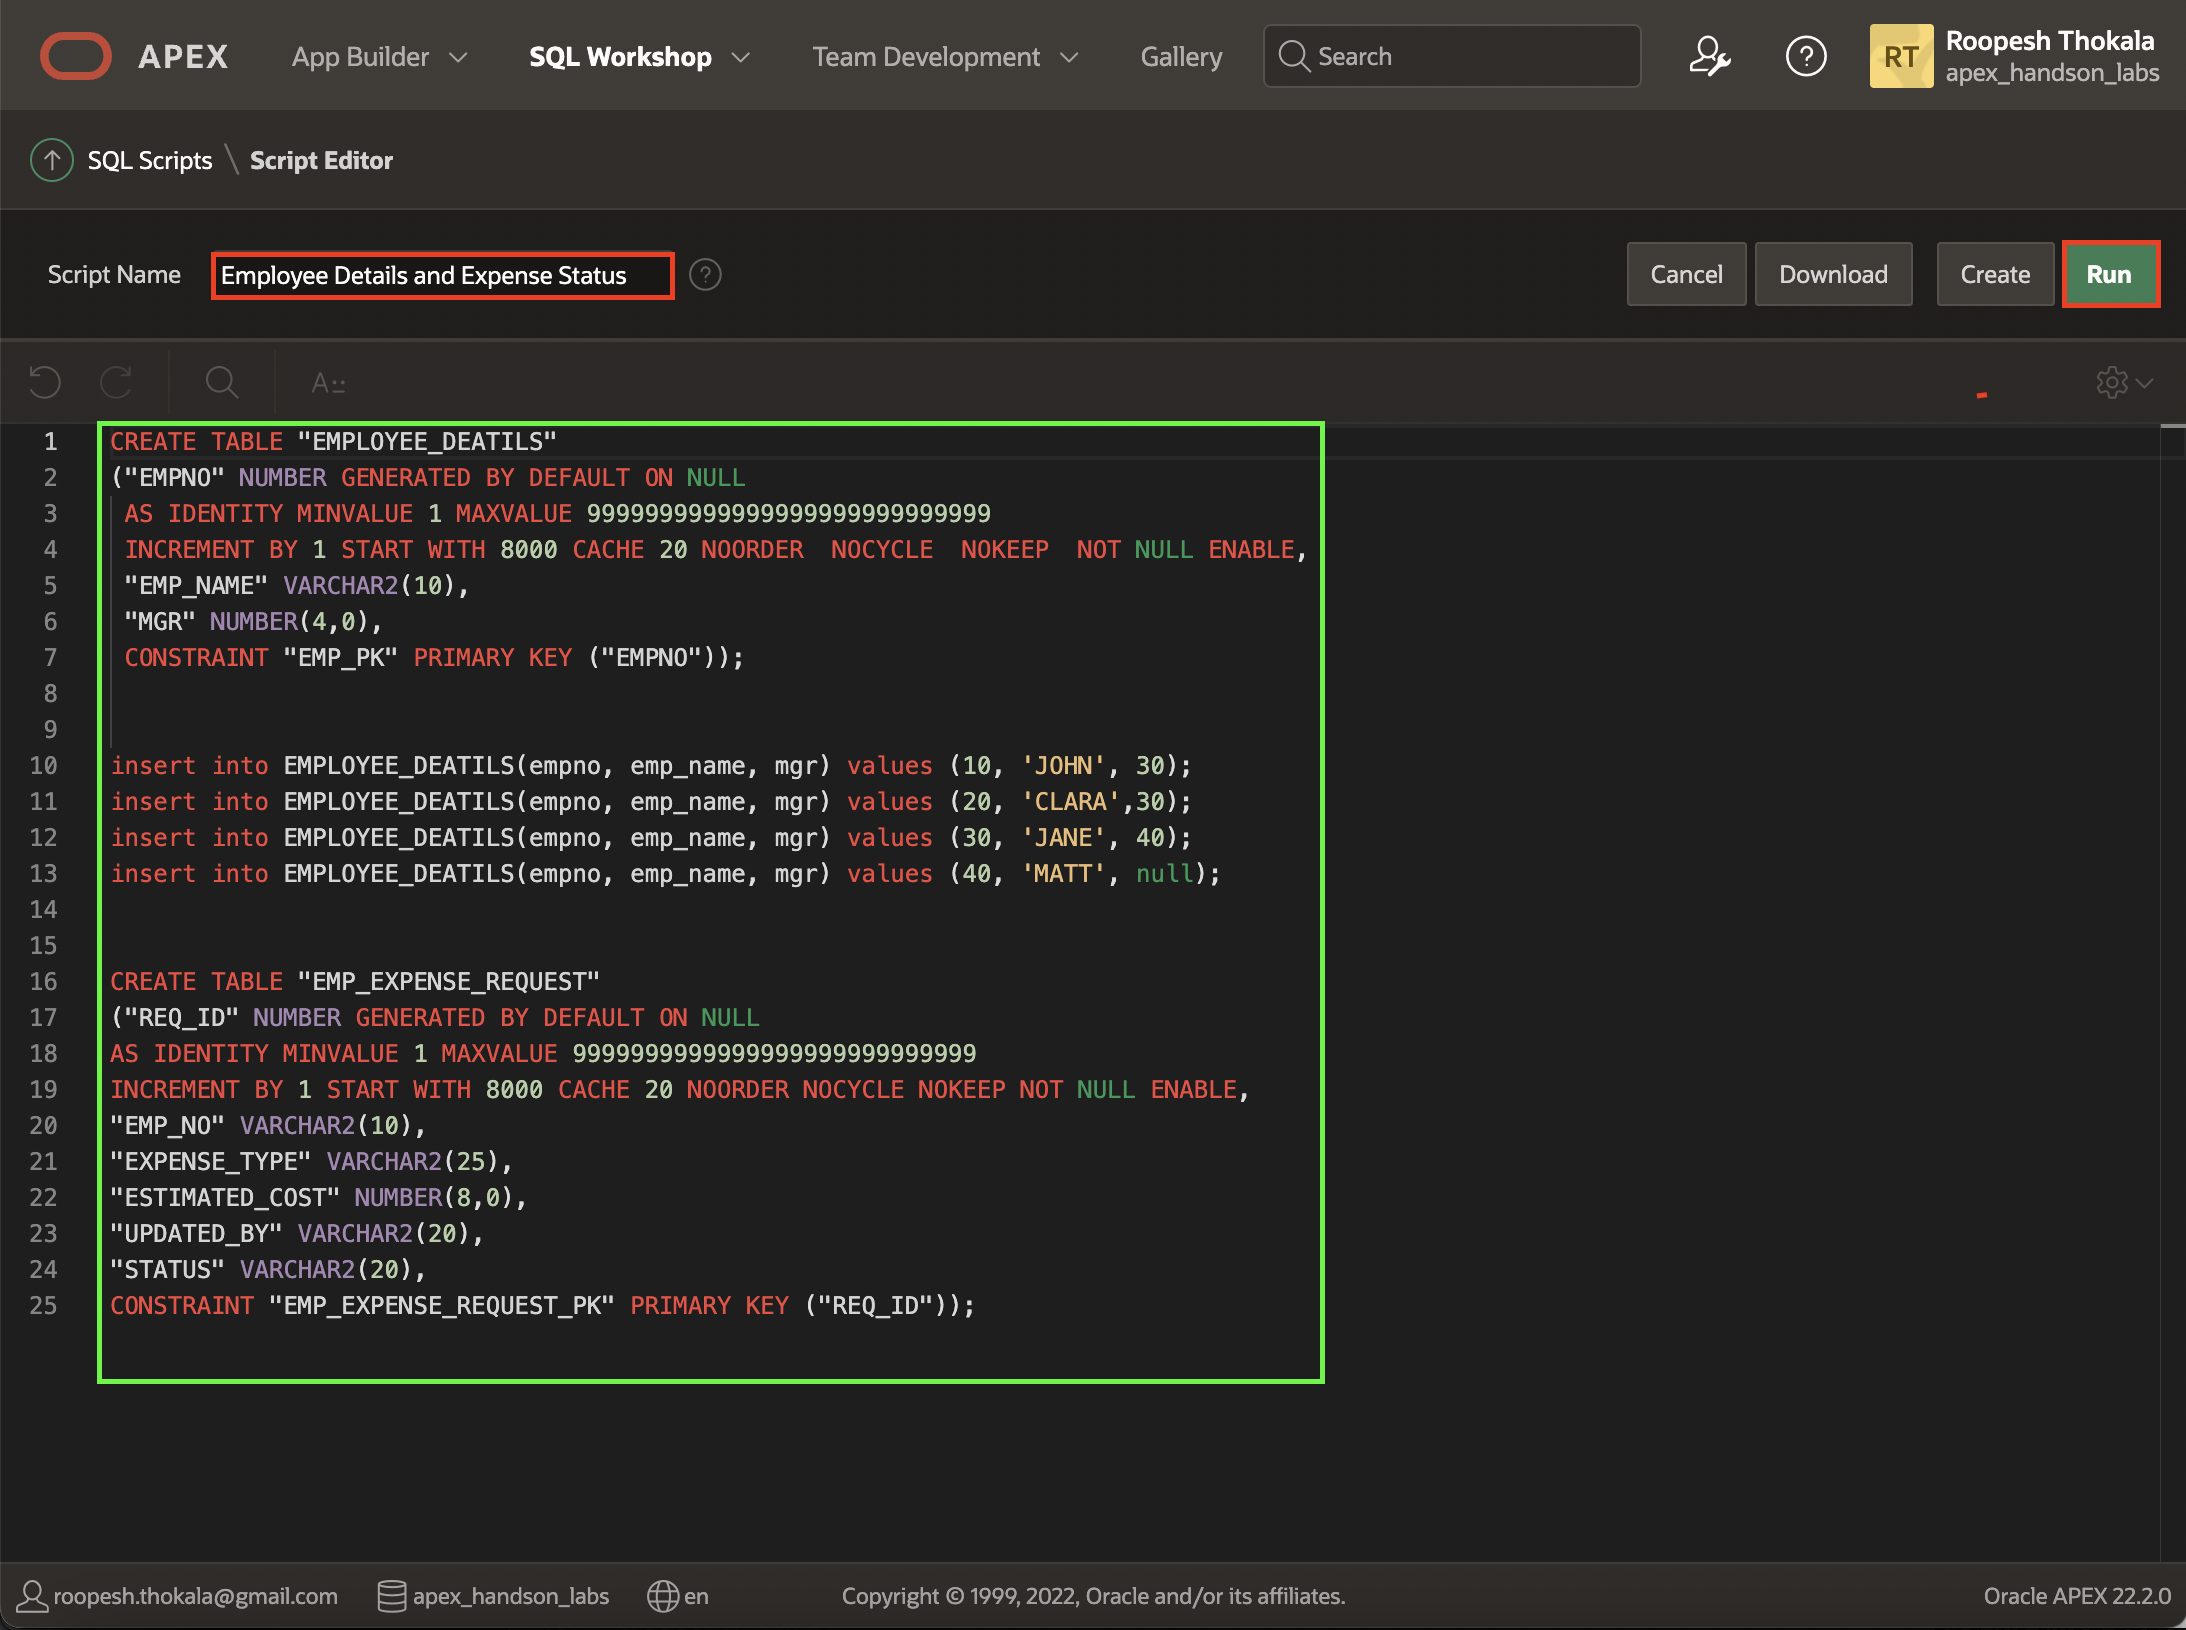 APEX App Builder SQL Workshop Team Development Gallery Search ? RT Roopesh Thokala
apex_handson_labs
SQL Scripts \ Script Editor
Script Name Employee Details and Expense Status ? Cancel Download Create Run
A::
1 CREATE TABLE "EMPLOYEE_DEATILS"
2 ("EMPNO" NUMBER GENERATED BY DEFAULT ON NULL
3 AS IDENTITY MINVALUE 1 MAXVALUE 9999999999999999999999999999
4 INCREMENT BY 1 START WITH 8000 CACHE 20 NOORDER  NOCYCLE  NOKEEP  NOT NULL ENABLE,
5 "EMP_NAME" VARCHAR2(10),
6 "MGR" NUMBER(4,0),
7 CONSTRAINT "EMP_PK" PRIMARY KEY ("EMPNO"));
8
9
10 insert into EMPLOYEE_DEATILS(empno, emp_name, mgr) values (10, 'JOHN', 30);
11 insert into EMPLOYEE_DEATILS(empno, emp_name, mgr) values (20, 'CLARA',30);
12 insert into EMPLOYEE_DEATILS(empno, emp_name, mgr) values (30, 'JANE', 40);
13 insert into EMPLOYEE_DEATILS(empno, emp_name, mgr) values (40, 'MATT', null);
14
15
16 CREATE TABLE "EMP_EXPENSE_REQUEST"
17 ("REQ_ID" NUMBER GENERATED BY DEFAULT ON NULL
18 AS IDENTITY MINVALUE 1 MAXVALUE 9999999999999999999999999999
19 INCREMENT BY 1 START WITH 8000 CACHE 20 NOORDER NOCYCLE NOKEEP NOT NULL ENABLE,
20 "EMP_NO" VARCHAR2(10),
21 "EXPENSE_TYPE" VARCHAR2(25),
22 "ESTIMATED_COST" NUMBER(8,0),
23 "UPDATED_BY" VARCHAR2(20),
24 "STATUS" VARCHAR2(20),
25 CONSTRAINT "EMP_EXPENSE_REQUEST_PK" PRIMARY KEY ("REQ_ID"));
roopesh.thokala@gmail.com apex_handson_labs en Copyright © 1999, 2022, Oracle and/or its affiliates. Oracle APEX 22.2.0